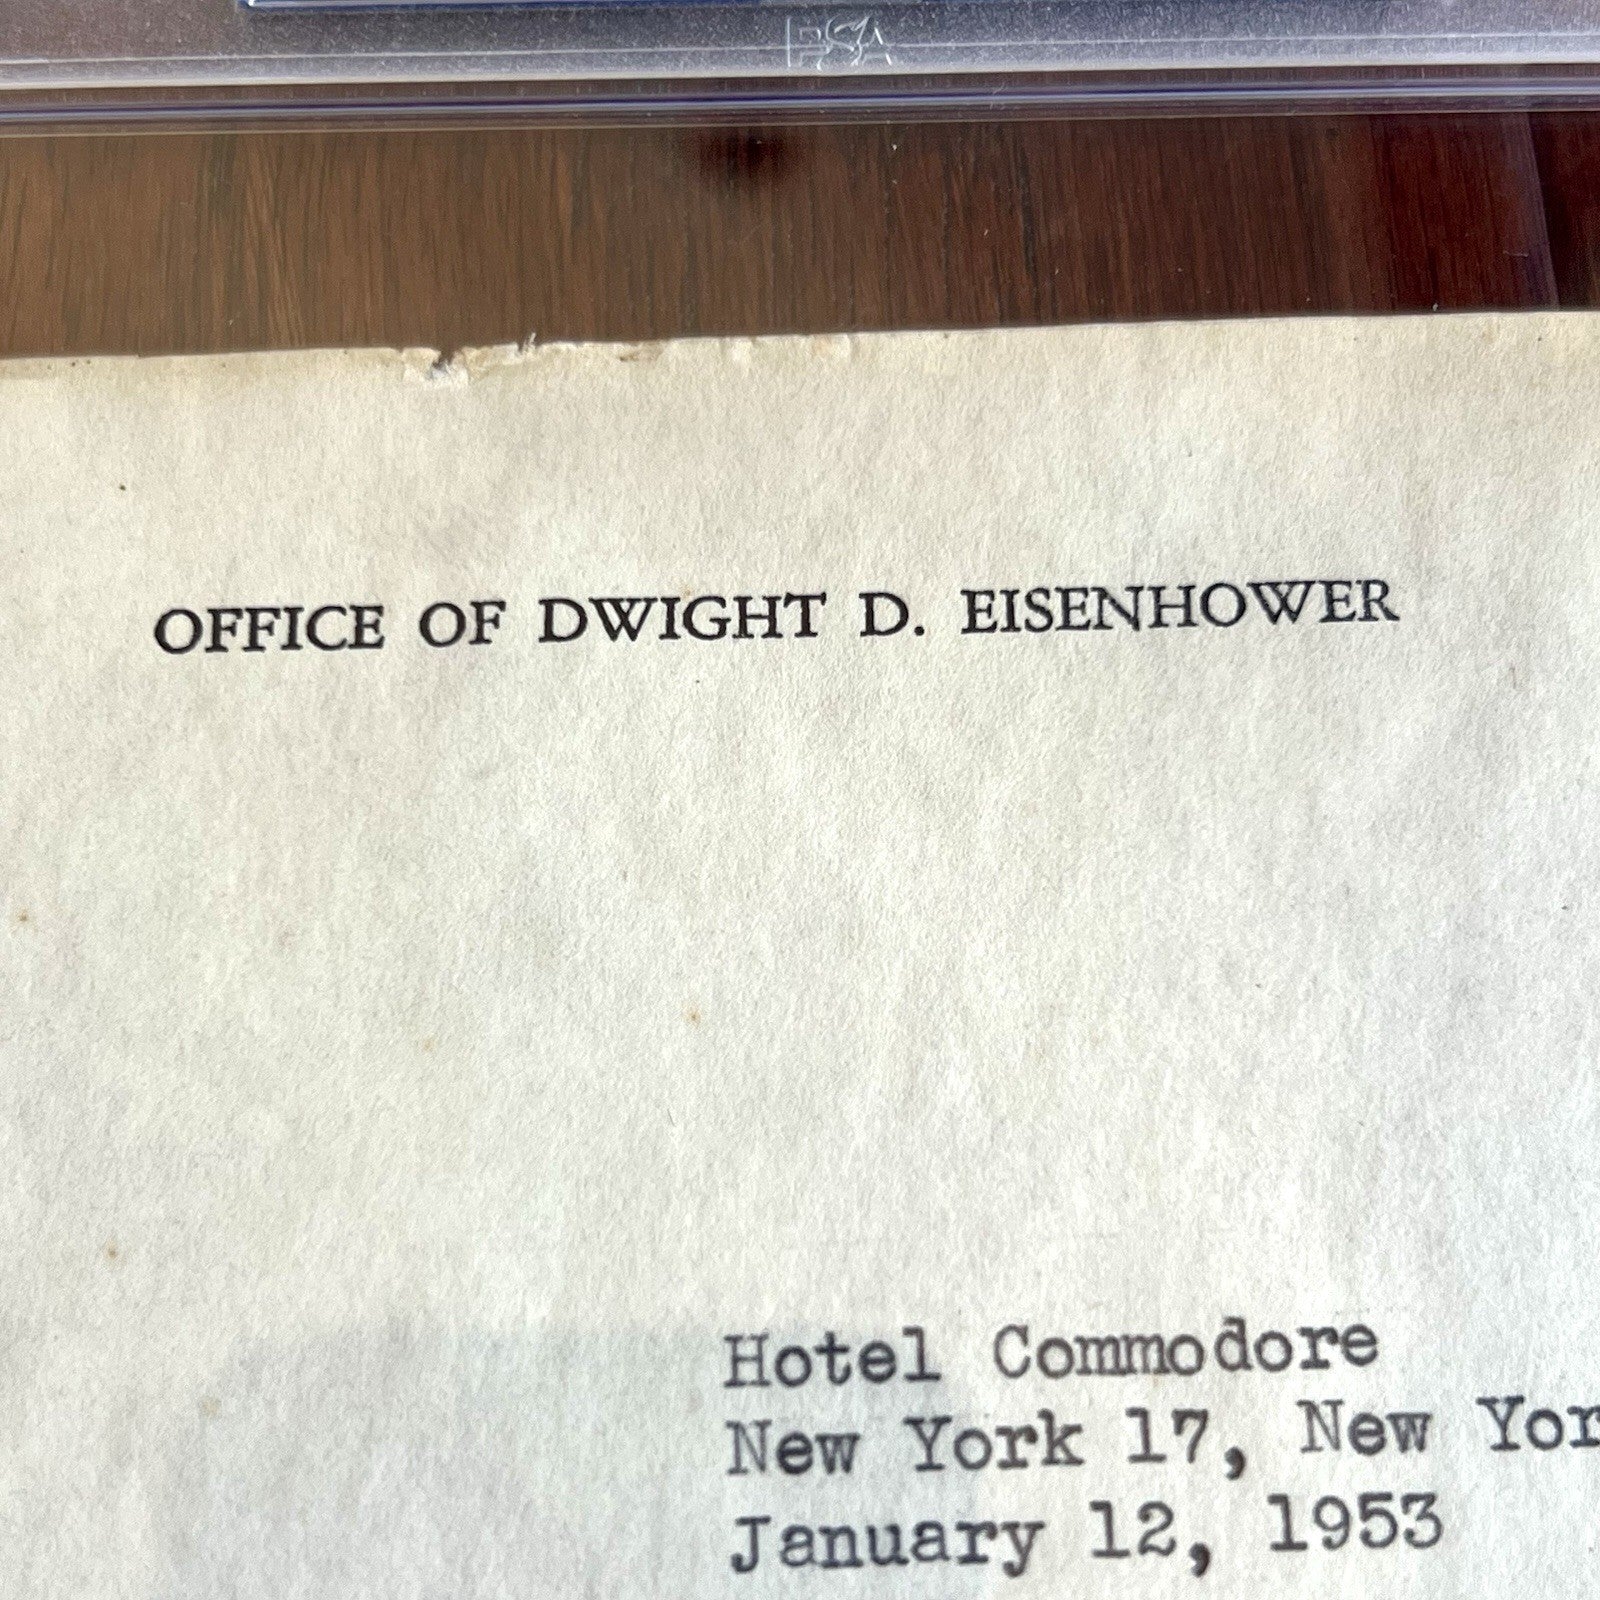 PSA
OFFICE OF DWIGHT D. EISENHOWER
Hotel Commodore
New York 17, New Yor
January 12, 1953